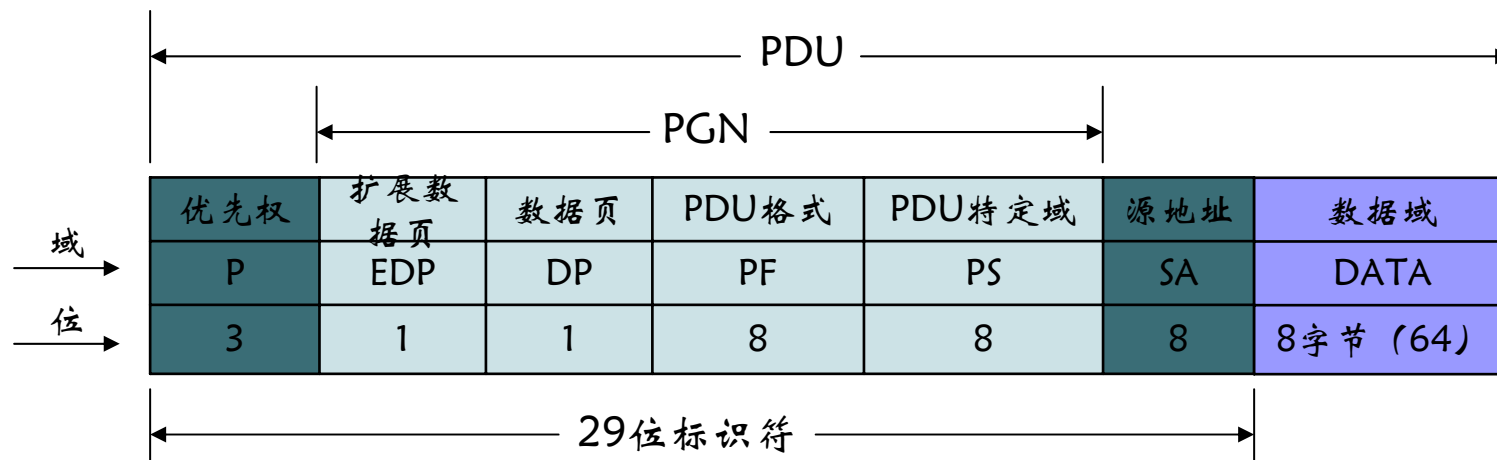 PDU
PGN
优先权 扩展数据页 数据页 PDU格式 PDU特定域 源地址 数据域
域 P EDP DP PF PS SA DATA
位 3 1 1 8 8 8 8字节（64）
29位标识符